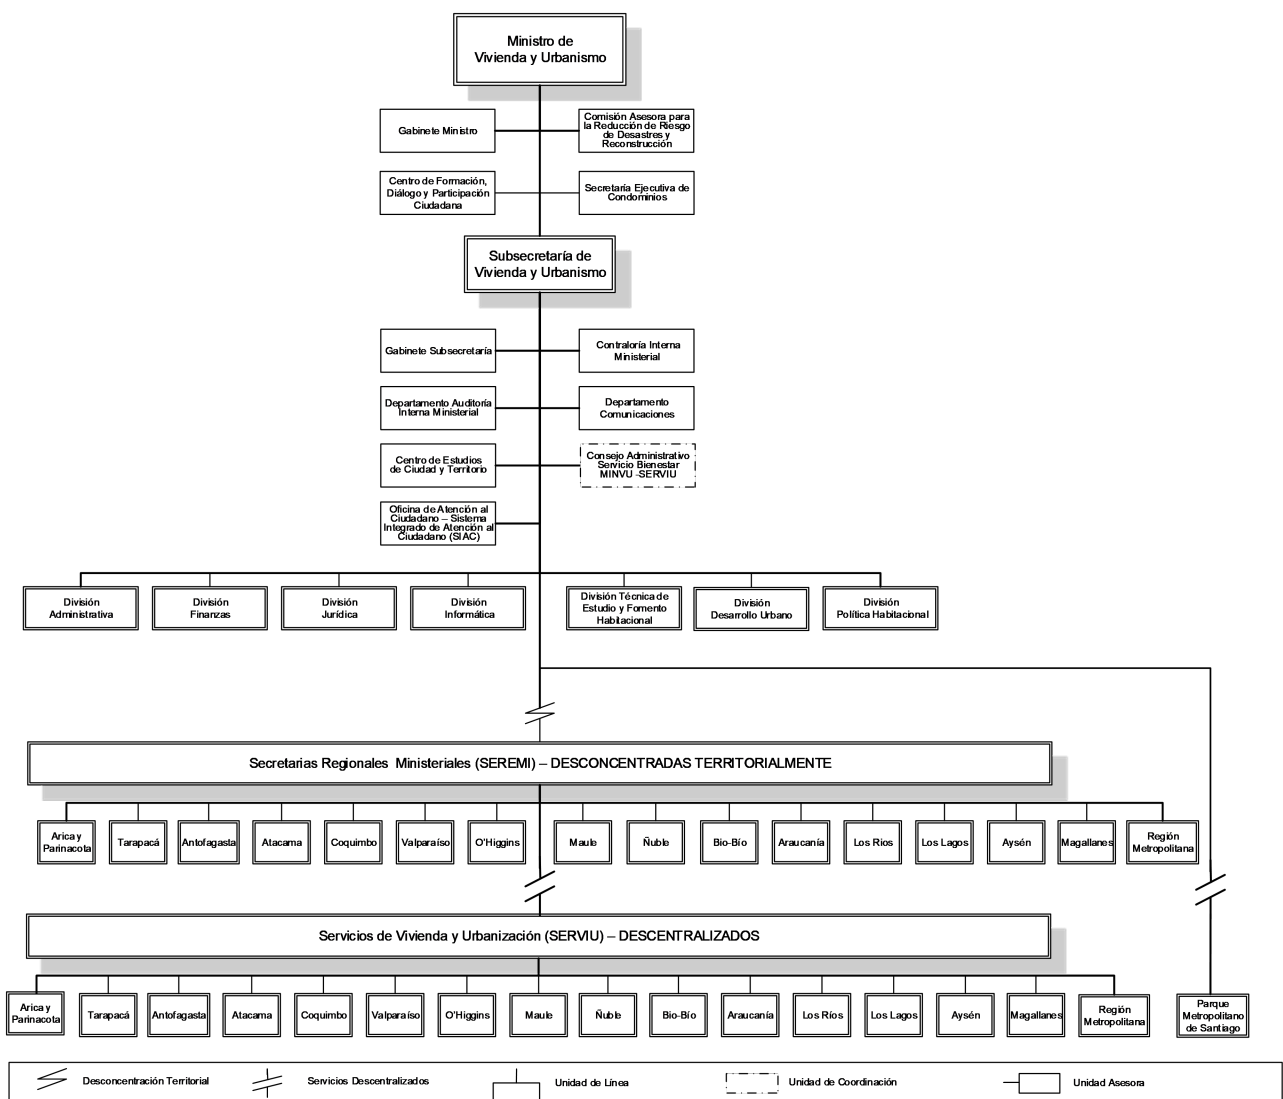 Ministro de
Vivienda y Urbanismo
Gabinete Ministro
Comisión Asesora para
la Reducción de Riesgo
de Desastres y
Reconstrucción
Centro de Formación,
Diálogo y Participación
Ciudadana
Secretaría Ejecutiva de
Condominios
Subsecretaría de
Vivienda y Urbanismo
Gabinete Subsecretaría
Contraloría Interna
Ministerial
Departamento Auditoría
Interna Ministerial
Departamento
Comunicaciones
Centro de Estudios
de Ciudad y Territorio
Consejo Administrativo
Servicio Bienestar
MINVU -SERVIU
Oficina de Atención al
Ciudadano – Sistema
Integrado de Atención al
Ciudadano (SIAC)
División
Administrativa
División
Finanzas
División
Jurídica
División
Informática
División Técnica de
Estudio y Fomento
Habitacional
División
Desarrollo Urbano
División
Política Habitacional
Secretarias Regionales Ministeriales (SEREMI) – DESCONCENTRADAS TERRITORIALMENTE
Arica y
Parinacota
Tarapacá
Antofagasta
Atacama
Coquimbo
Valparaíso
O'Higgins
Maule
Ñuble
Bio-Bío
Araucanía
Los Rios
Los Lagos
Aysén
Magallanes
Región
Metropolitana
Servicios de Vivienda y Urbanización (SERVIU) – DESCENTRALIZADOS
Arica y
Parinacota
Tarapacá
Antofagasta
Atacama
Coquimbo
Valparaíso
O'Higgins
Maule
Ñuble
Bio-Bío
Araucanía
Los Ríos
Los Lagos
Aysén
Magallanes
Región
Metropolitana
Parque
Metropolitano
de Santiago
Desconcentración Territorial
Servicios Descentralizados
Unidad de Línea
Unidad de Coordinación
Unidad Asesora